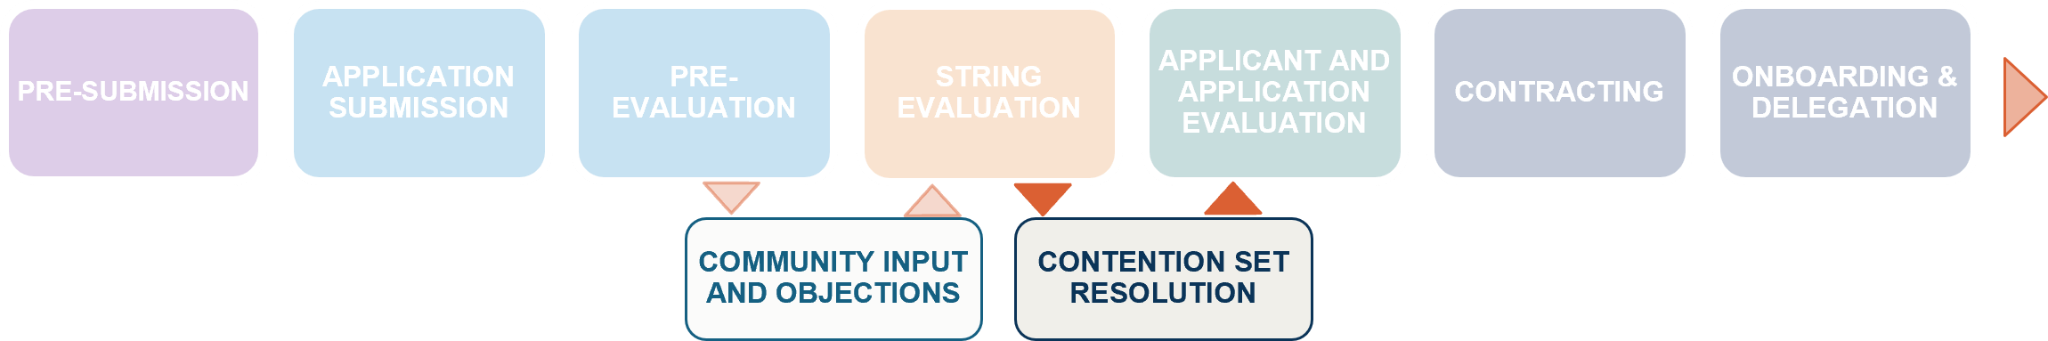 PRE-SUBMISSION
APPLICATION
SUBMISSION
PRE-
EVALUATION
STRING
EVALUATION
APPLICANT AND
APPLICATION
EVALUATION
CONTRACTING
ONBOARDING &
DELEGATION
COMMUNITY INPUT
AND OBJECTIONS
CONTENTION SET
RESOLUTION